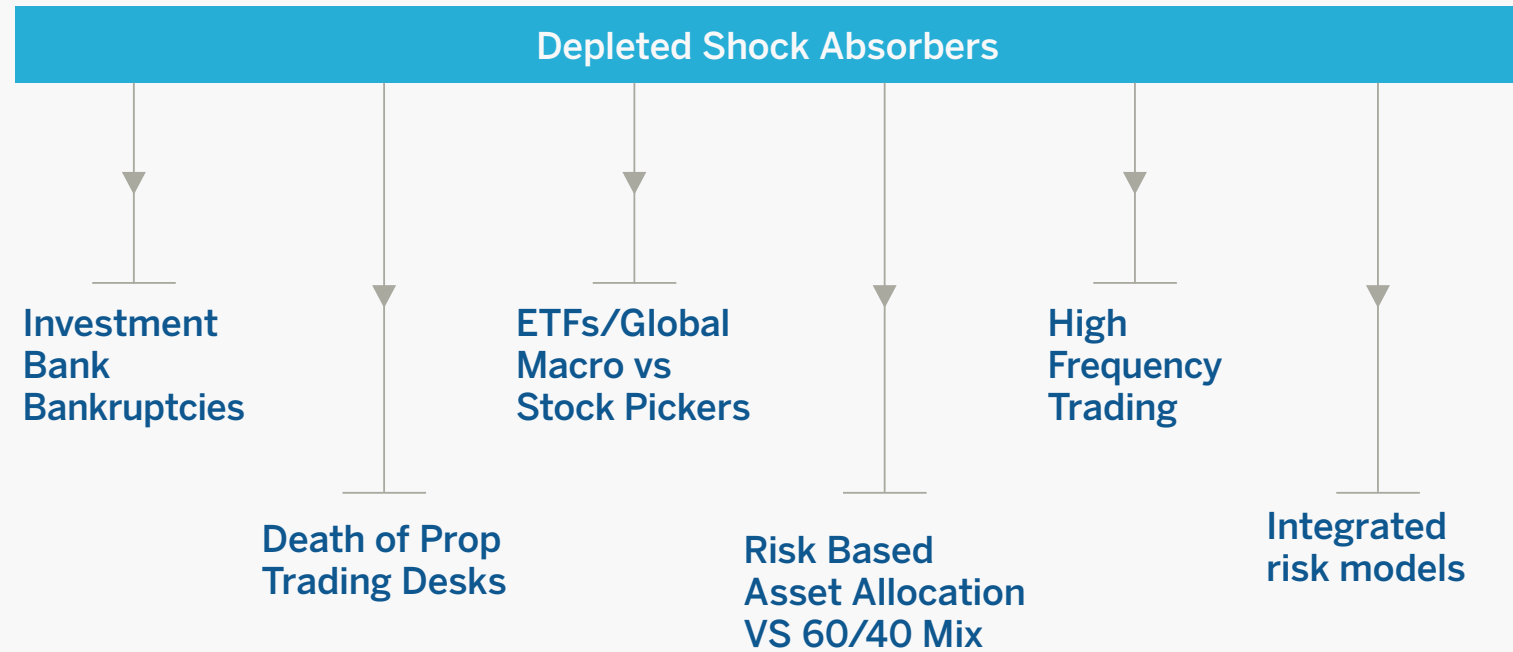 Depleted Shock Absorbers
Investment
Bank
Bankruptcies
Death of Prop
Trading Desks
ETFs/Global
Macro vs
Stock Pickers
Risk Based
Asset Allocation
VS 60/40 Mix
High
Frequency
Trading
Integrated
risk models